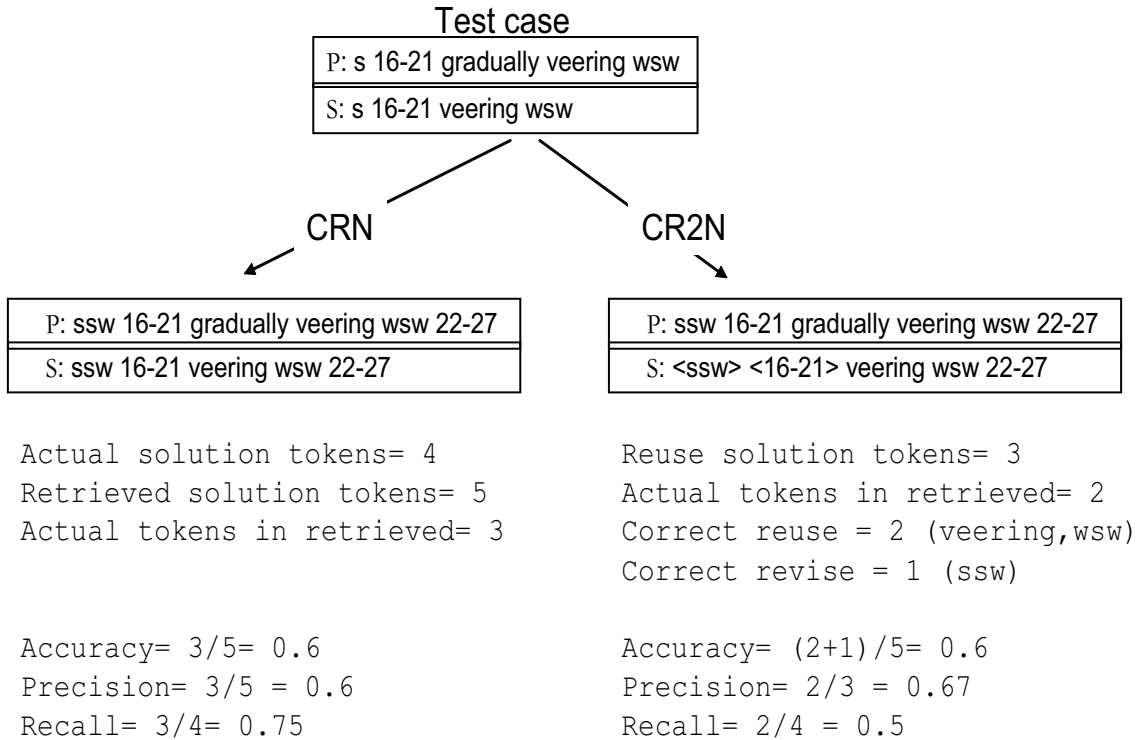 Test case
P: s 16-21 gradually veering wsw
S: s 16-21 veering wsw
CRN
CR2N
P: ssw 16-21 gradually veering wsw 22-27
S: ssw 16-21 veering wsw 22-27
P: ssw 16-21 gradually veering wsw 22-27
S: <ssw> <16-21> veering wsw 22-27
Actual solution tokens= 4
Retrieved solution tokens= 5
Actual tokens in retrieved= 3
Accuracy= 3/5= 0.6
Precision= 3/5 = 0.6
Recall= 3/4= 0.75
Reuse solution tokens= 3
Actual tokens in retrieved= 2
Correct reuse = 2 (veering,wsw)
Correct revise = 1 (ssw)
Accuracy= (2+1)/5= 0.6
Precision= 2/3 = 0.67
Recall= 2/4 = 0.5